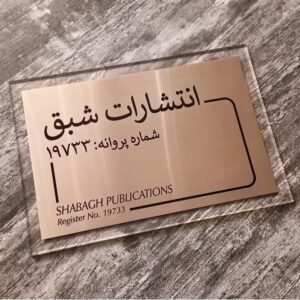 انتشارات شبق
شماره پروانه: ۱۹۷۳۳
SHABAGH PUBLICATIONS
Register No. 19733